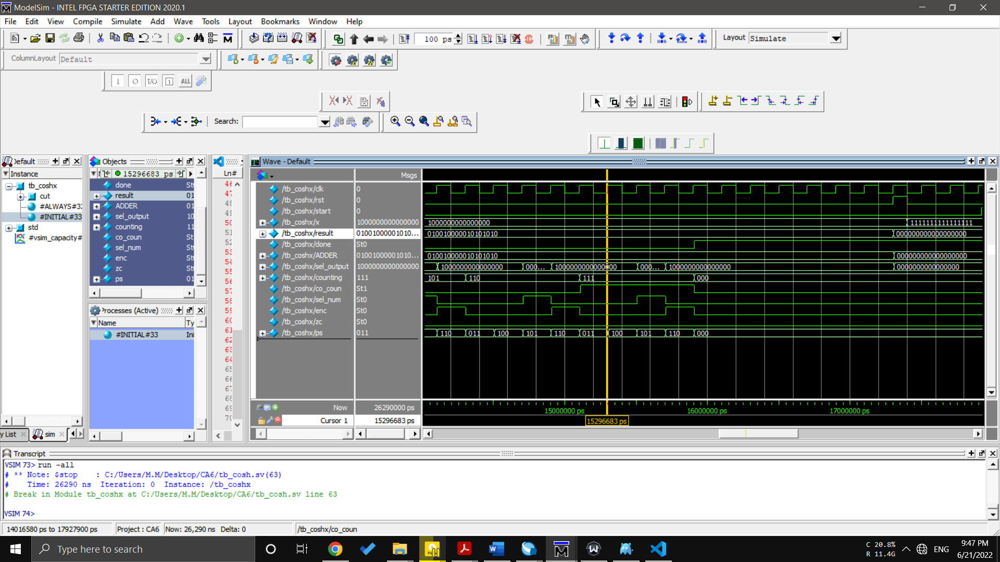 ModelSim - INTEL FPGA STARTER EDITION 2020.1
File Edit View Compile Simulate Add Wave Tools Layout Bookmarks Window Help
100 ps
Layout Simulate
ColumnLayout Default
ALL
Search:
Default
Instance
tb_coshx
cut
#ALWAYS#32
#INITIAL#33
std
#vsim_capacity#
sim
Objects
15296683 ps
done St
result 01
ADDER 01
sel_output 10
counting 11
co_coun St
sel_num St
enc St
zc St
ps 01
Processes (Active)
Name Ty
#INITIAL#33 Ini
Ln#
46
47
48
49
50
51
52
53
54
55
56
57
58
59
60
61
62
63
64
65
66
67
68
69
70
Wave - Default
Msgs
/tb_coshx/clk 0
/tb_coshx/rst 0
/tb_coshx/start 0
/tb_coshx/x 1000000000000000 1000000000000000 1111111111111111
/tb_coshx/result 01001000001010... 010010000010101010 000000000000000000
/tb_coshx/done St0
/tb_coshx/ADDER 01001000001010... 010010000010101010 000000000000000000
/tb_coshx/sel_output 1000000000000000 1000000000000000 000... 1000000000000000 000... 1000000000000000 0000000000000000
/tb_coshx/counting 111 101 110 111 000
/tb_coshx/co_coun St1
/tb_coshx/sel_num St0
/tb_coshx/enc St0
/tb_coshx/zc St0
/tb_coshx/ps 011 110 011 100 101 110 011 100 101 110 000
Now 26290000 ps 15000000 ps 16000000 ps 17000000 ps
Cursor 1 15296683 ps 15296683 ps
Transcript
VSIM 73> run -all
# ** Note: $stop : C:/Users/M.M/Desktop/CA6/tb_cosh.sv(63)
# Time: 26290 ns Iteration: 0 Instance: /tb_coshx
# Break in Module tb_coshx at C:/Users/M.M/Desktop/CA6/tb_cosh.sv line 63
VSIM 74>
14016580 ps to 17927900 ps Project : CA6 Now: 26,290 ns Delta: 0 /tb_coshx/co_coun
Type here to search
C 20.8%
R 11.4G
ENG
9:47 PM
6/21/2022